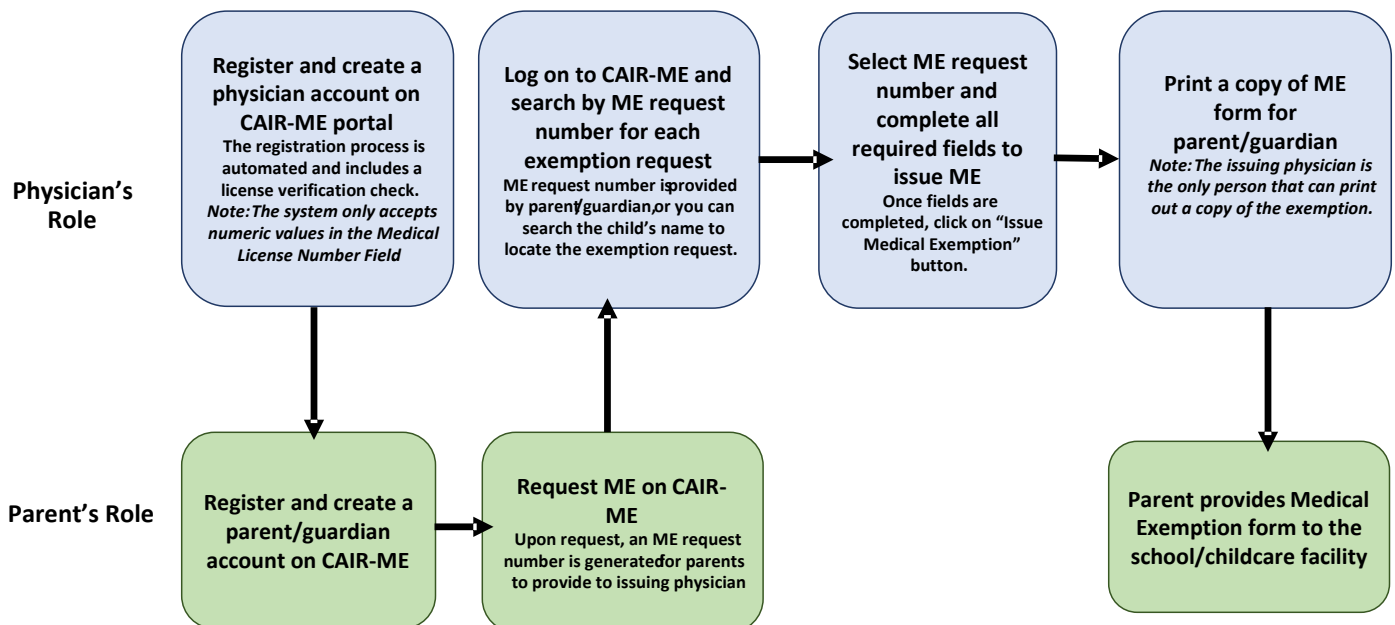 Physician's
Role
Register and create a
physician account on
CAIR-ME portal
The registration process is
automated and includes a
license verification check.
Note: The system only accepts
numeric values in the Medical
License Number Field
Log on to CAIR-ME and
search by ME request
number for each
exemption request
ME request number is provided
by parent/guardian, or you can
search the child's name to
locate the exemption request.
Select ME request
number and
complete all
required fields to
issue ME
Once fields are
completed, click on "Issue
Medical Exemption"
button.
Print a copy of ME
form for
parent/guardian
Note: The issuing physician is
the only person that can print
out a copy of the exemption.
Parent's Role
Register and create a
parent/guardian
account on CAIR-ME
Request ME on CAIR-
ME
Upon request, an ME request
number is generated for parents
to provide to issuing physician
Parent provides Medical
Exemption form to the
school/childcare facility